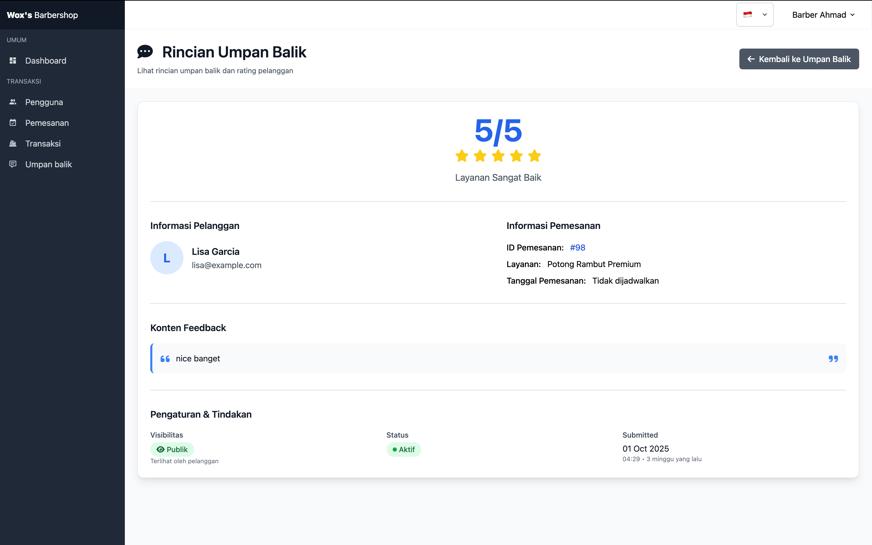 Wox's Barbershop
Barber Ahmad
UMUM
Dashboard
TRANSAKSI
Pengguna
Pemesanan
Transaksi
Umpan balik
Rincian Umpan Balik
Lihat rincian umpan balik dan rating pelanggan
← Kembali ke Umpan Balik
5/5
Layanan Sangat Baik
Informasi Pelanggan
L
Lisa Garcia
lisa@example.com
Informasi Pemesanan
ID Pemesanan: #98
Layanan: Potong Rambut Premium
Tanggal Pemesanan: Tidak dijadwalkan
Konten Feedback
“ nice banget ”
Pengaturan & Tindakan
Visibilitas
Publik
Terlihat oleh pelanggan
Status
Aktif
Submitted
01 Oct 2025
04:29 • 3 minggu yang lalu